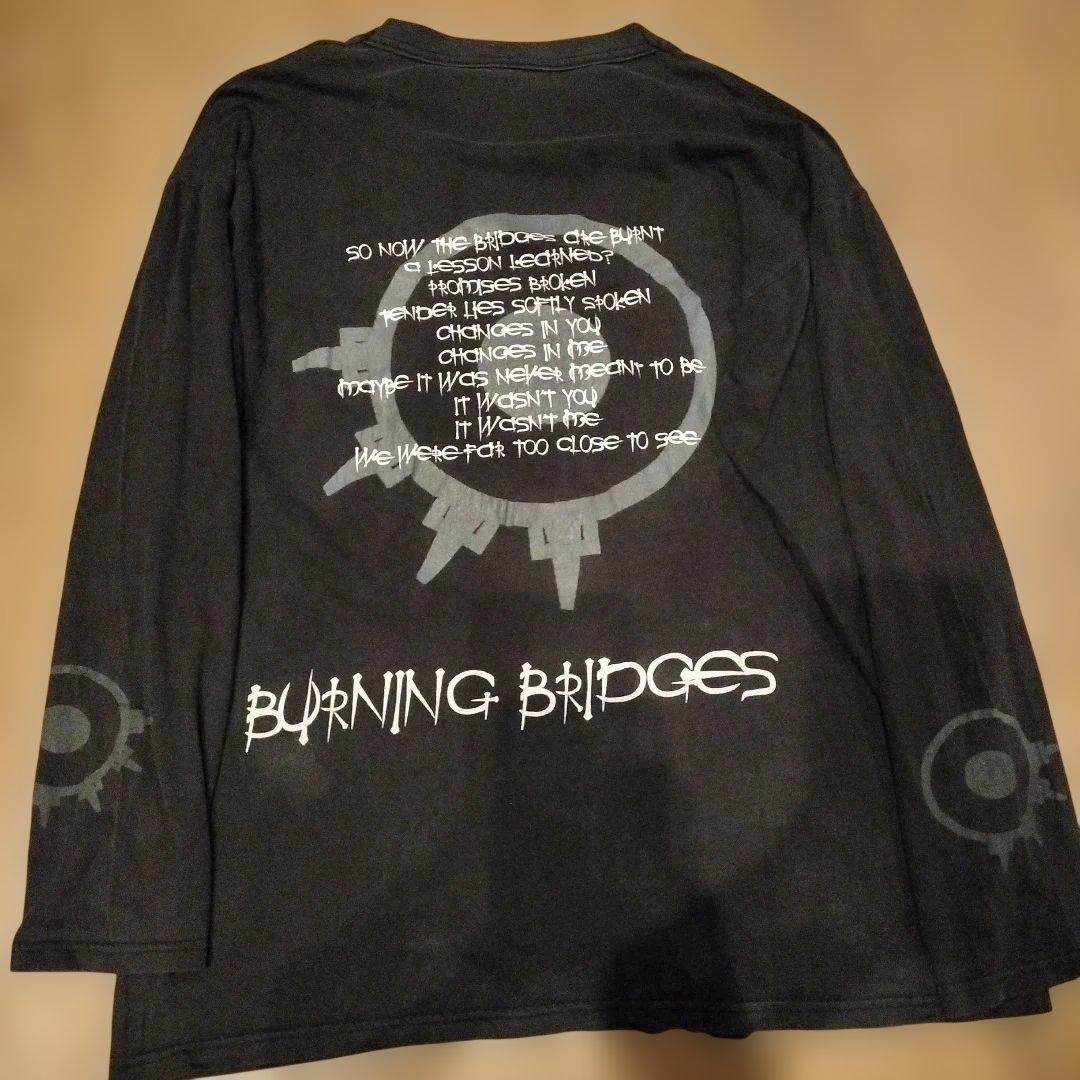 SO NOW THE BRIDGES ARE BURNT
A LESSON LEARNED?
PROMISES BROKEN
TENDER LIES SOFTLY SPOKEN
CHANGES IN YOU
CHANGES IN ME
MAYBE IT WAS NEVER MEANT TO BE
IT WASN'T YOU
IT WASN'T ME
WE WERE FAR TOO CLOSE TO SEE
BURNING BRIDGES